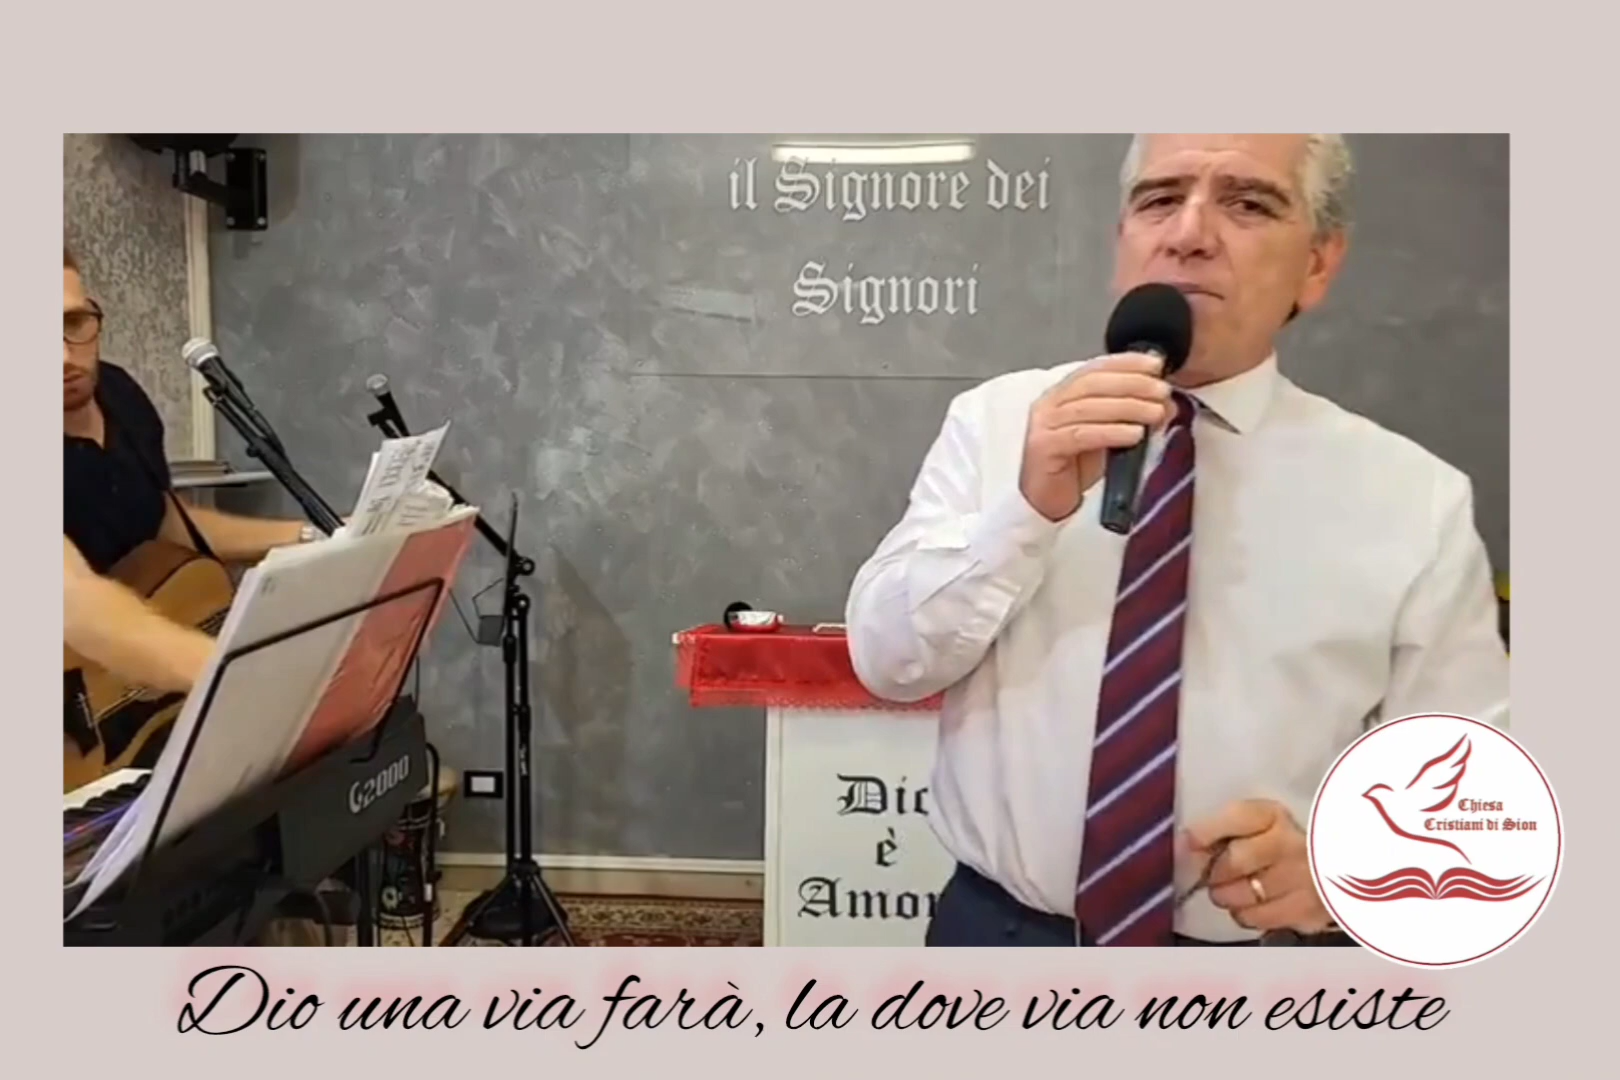 il Signore dei
Signori
G2000
Dio
è
Amor
Chiesa
Cristiani di Sion
Dio una via farà, la dove via non esiste